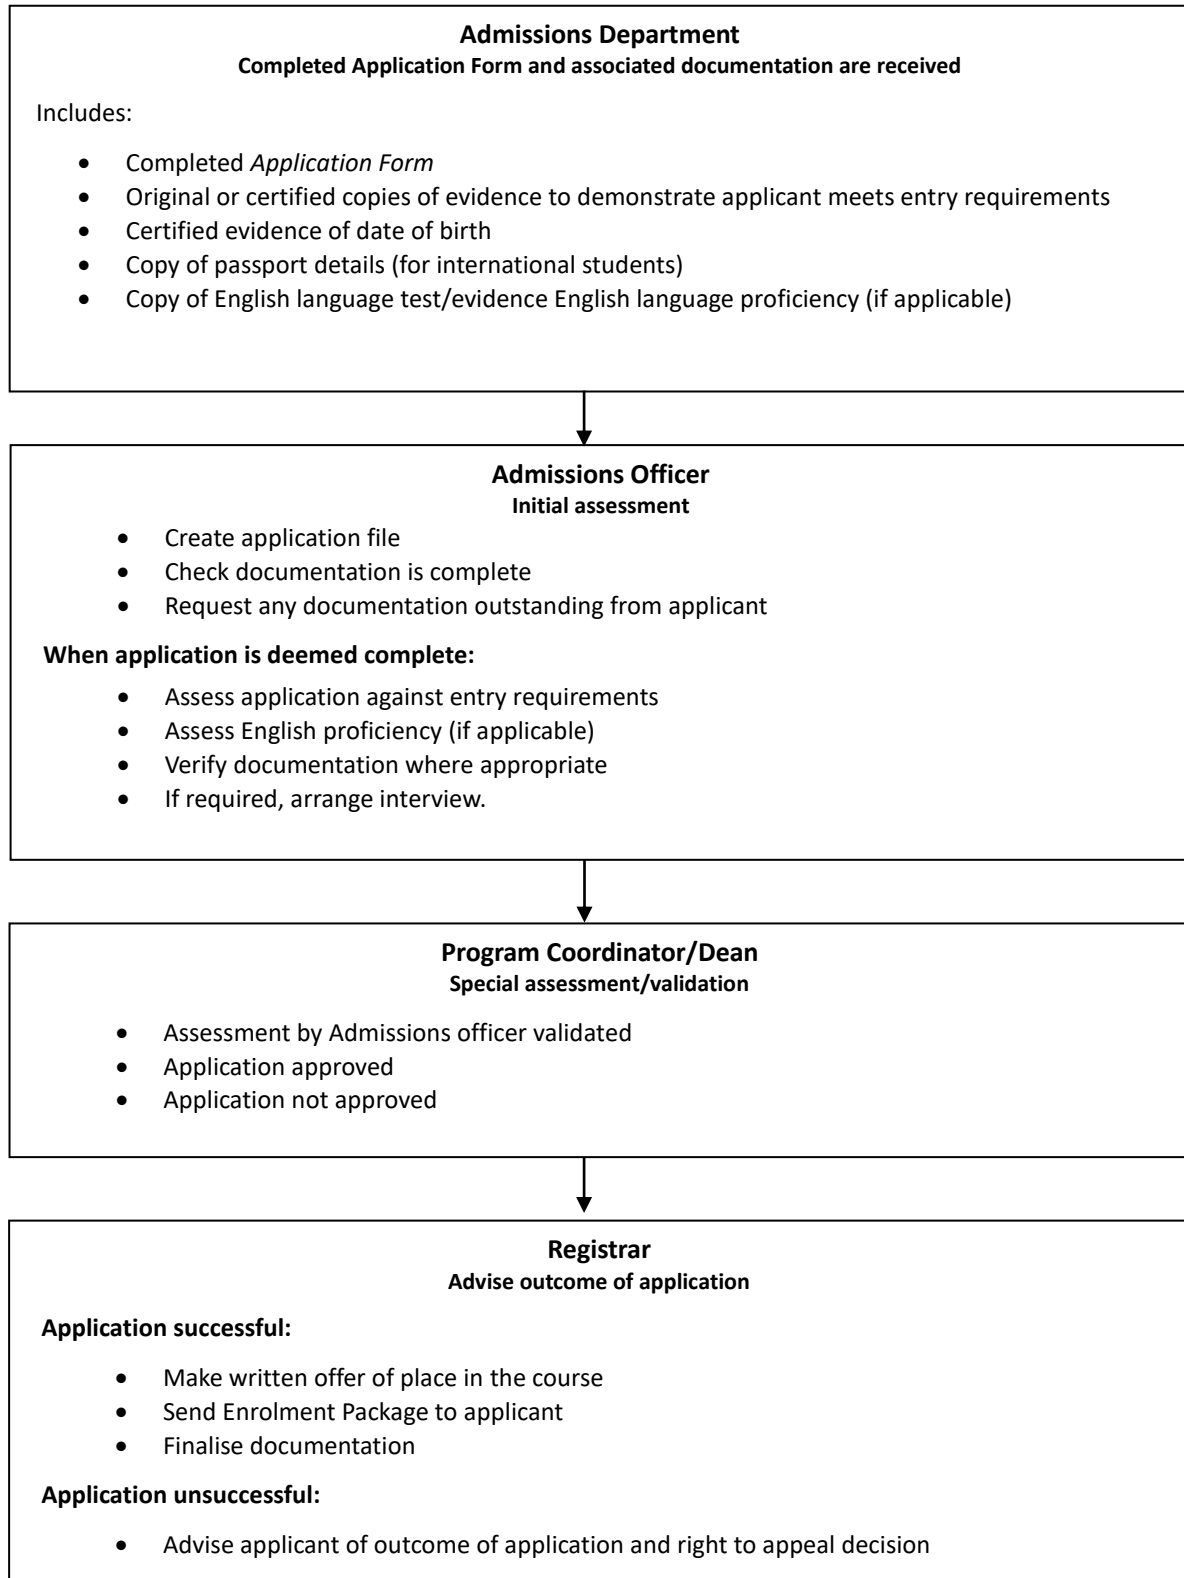 Admissions Department
Completed Application Form and associated documentation are received
Includes:
• Completed Application Form
• Original or certified copies of evidence to demonstrate applicant meets entry requirements
• Certified evidence of date of birth
• Copy of passport details (for international students)
• Copy of English language test/evidence English language proficiency (if applicable)
Admissions Officer
Initial assessment
• Create application file
• Check documentation is complete
• Request any documentation outstanding from applicant
When application is deemed complete:
• Assess application against entry requirements
• Assess English proficiency (if applicable)
• Verify documentation where appropriate
• If required, arrange interview.
Program Coordinator/Dean
Special assessment/validation
• Assessment by Admissions officer validated
• Application approved
• Application not approved
Registrar
Advise outcome of application
Application successful:
• Make written offer of place in the course
• Send Enrolment Package to applicant
• Finalise documentation
Application unsuccessful:
• Advise applicant of outcome of application and right to appeal decision